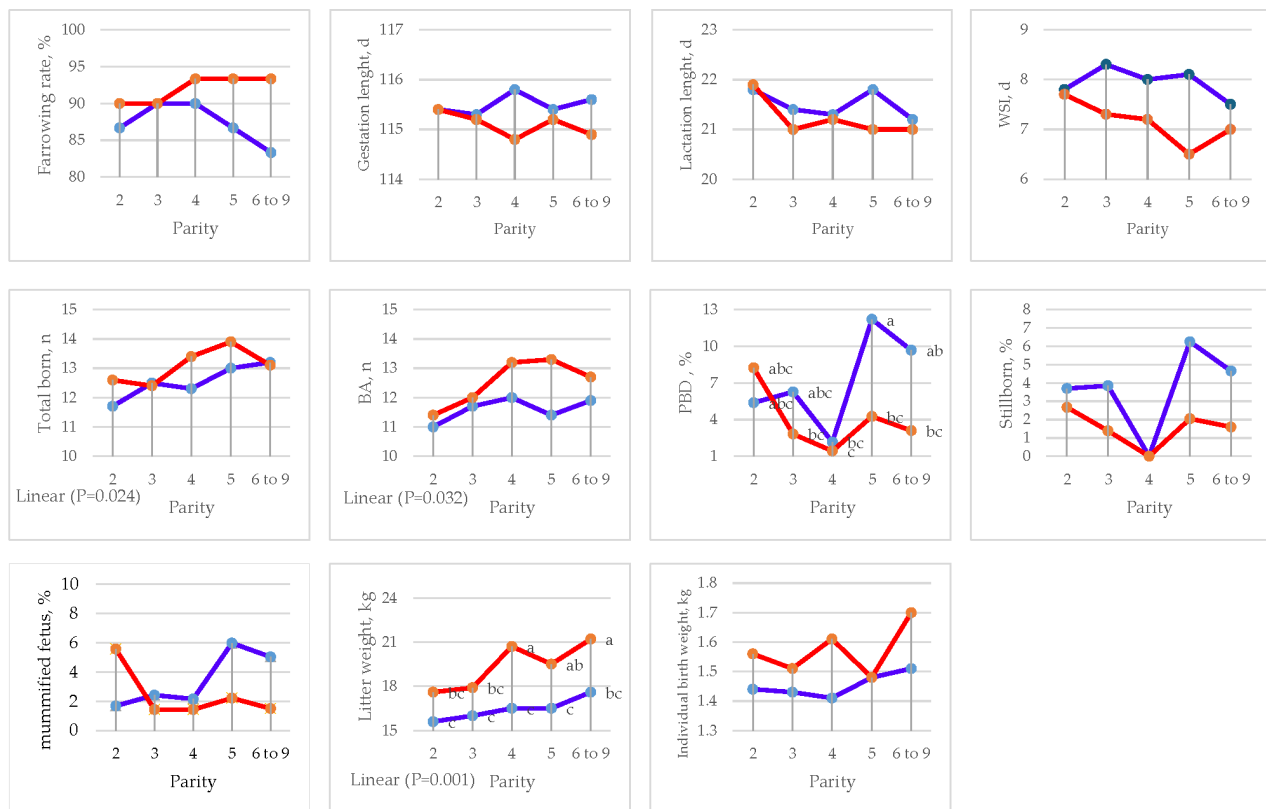 Farrowing rate, %
100
95
90
85
80
2 3 4 5 6 to 9
Parity
Gestation lenght, d
117
116
115
114
2 3 4 5 6 to 9
Parity
Lactation lenght, d
23
22
21
20
2 3 4 5 6 to 9
Parity
WSI, d
9
8
7
6
2 3 4 5 6 to 9
Parity
Total born, n
15
14
13
12
11
10
2 3 4 5 6 to 9
Linear (P=0.024)
Parity
BA, n
15
14
13
12
11
10
2 3 4 5 6 to 9
Linear (P=0.032)
Parity
PBD , %
13
10
7
4
1
a
ab
abc
abc
abc
bc
bc
bc
bc
c
2 3 4 5 6 to 9
Parity
Stillborn, %
8
7
6
5
4
3
2
1
0
2 3 4 5 6 to 9
Parity
mummified fetus, %
10
8
6
4
2
0
2 3 4 5 6 to 9
Parity
Litter weight, kg
24
21
18
15
a
a
ab
bc
bc
bc
c
c
c
c
2 3 4 5 6 to 9
Linear (P=0.001)
Parity
Individual birth weight, kg
1.8
1.7
1.6
1.5
1.4
1.3
2 3 4 5 6 to 9
Parity